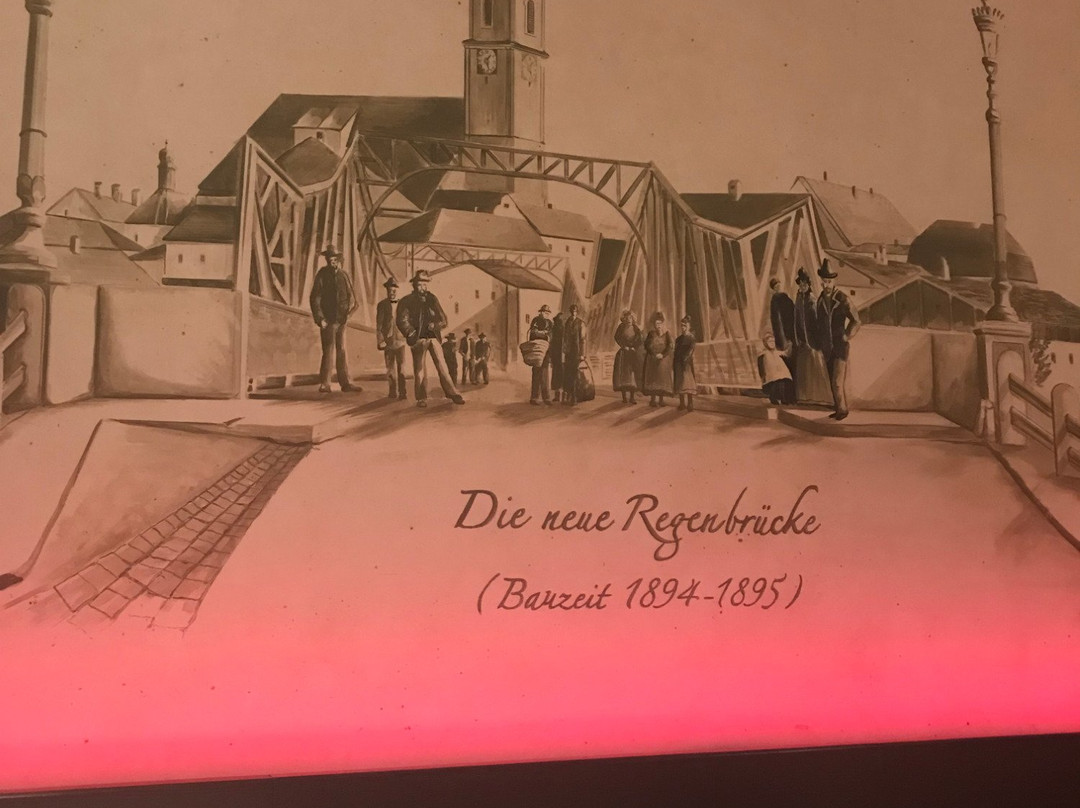 Die neue Regenbrücke
(Bauzeit 1894-1895)